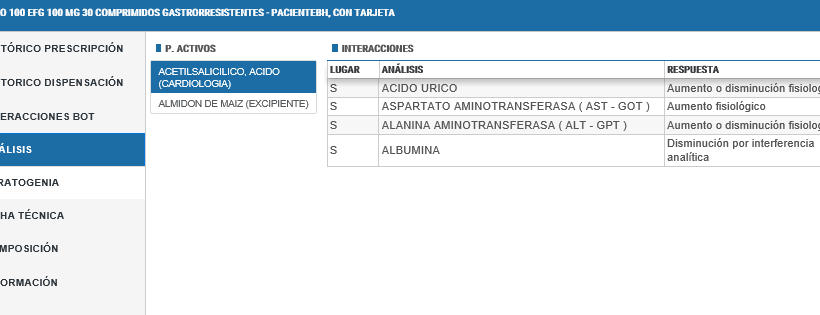 O 100 EFG 100 MG 30 COMPRIMIDOS GASTRORRESISTENTES - PACIENTEBH, CON TARJETA
TÓRICO PRESCRIPCIÓN
TORICO DISPENSACIÓN
ERACCIONES BOT
ÁLISIS
RATOGENIA
HA TÉCNICA
MPOSICIÓN
ORMACIÓN
P. ACTIVOS
ACETILSALICILICO, ACIDO
(CARDIOLOGIA)
ALMIDON DE MAIZ (EXCIPIENTE)
INTERACCIONES
LUGAR ANÁLISIS RESPUESTA
S ACIDO URICO Aumento o disminución fisiológ
S ASPARTATO AMINOTRANSFERASA ( AST - GOT ) Aumento fisiológico
S ALANINA AMINOTRANSFERASA ( ALT - GPT ) Aumento o disminución fisiológ
S ALBUMINA Disminución por interferencia
analítica